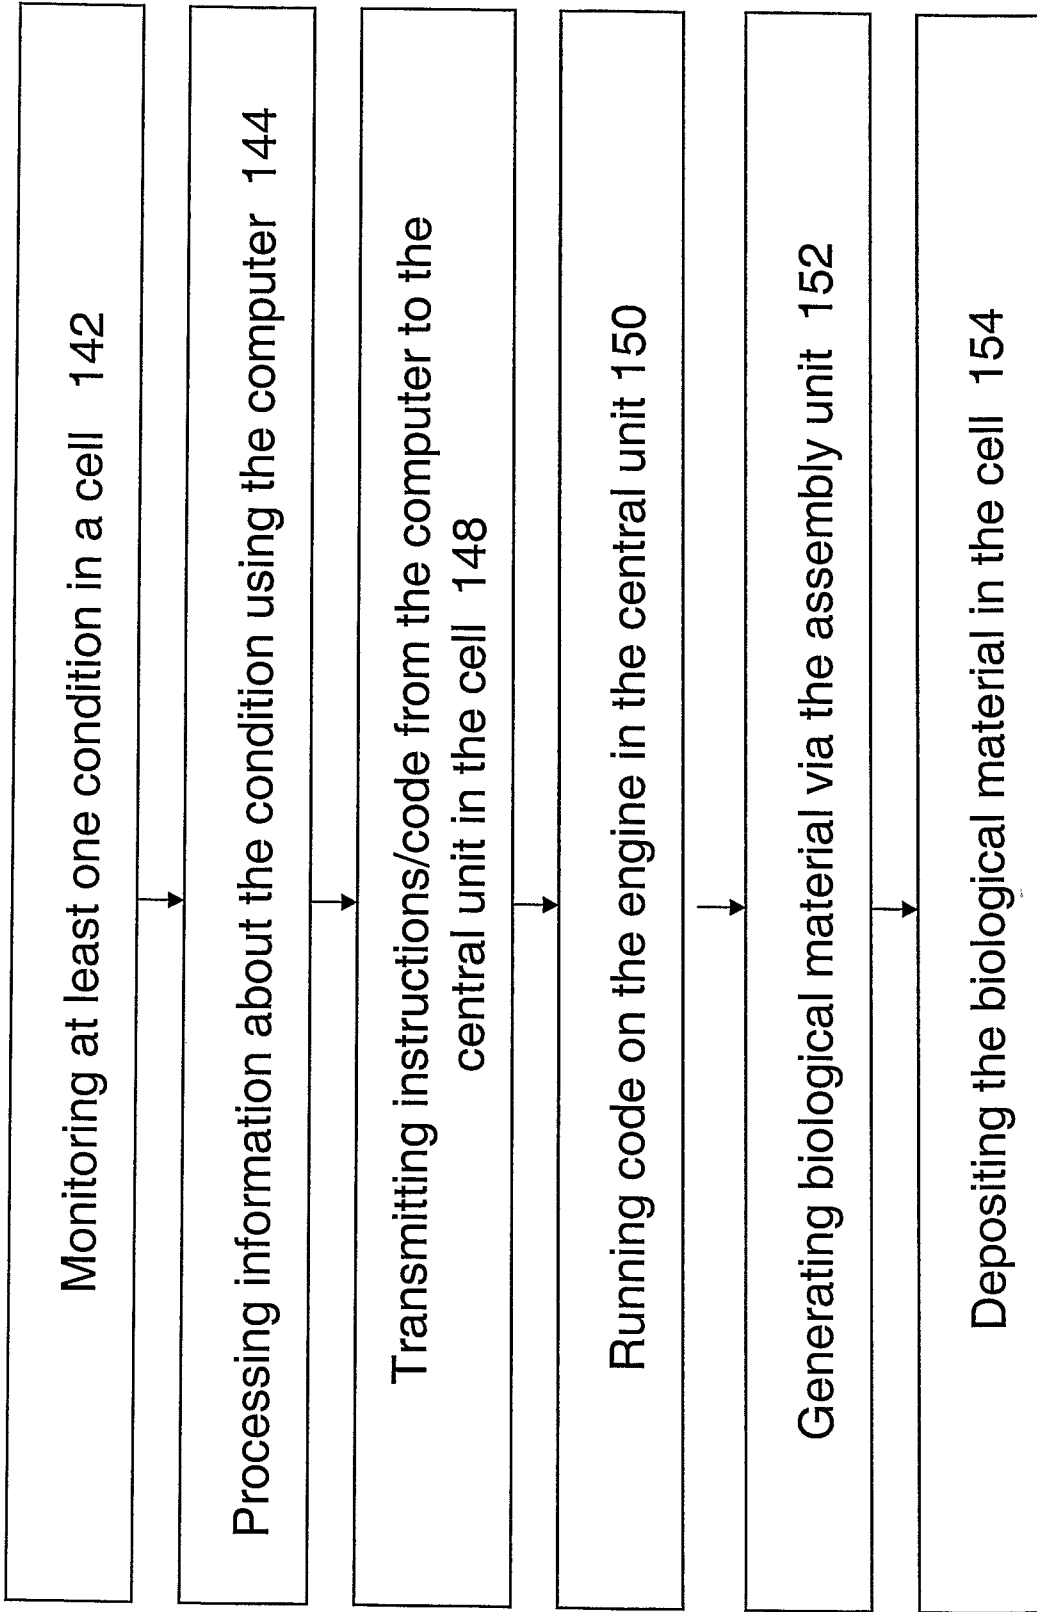 Monitoring at least one condition in a cell 142
Processing information about the condition using the computer 144
Transmitting instructions/code from the computer to the
central unit in the cell 148
Running code on the engine in the central unit 150
Generating biological material via the assembly unit 152
Depositing the biological material in the cell 154